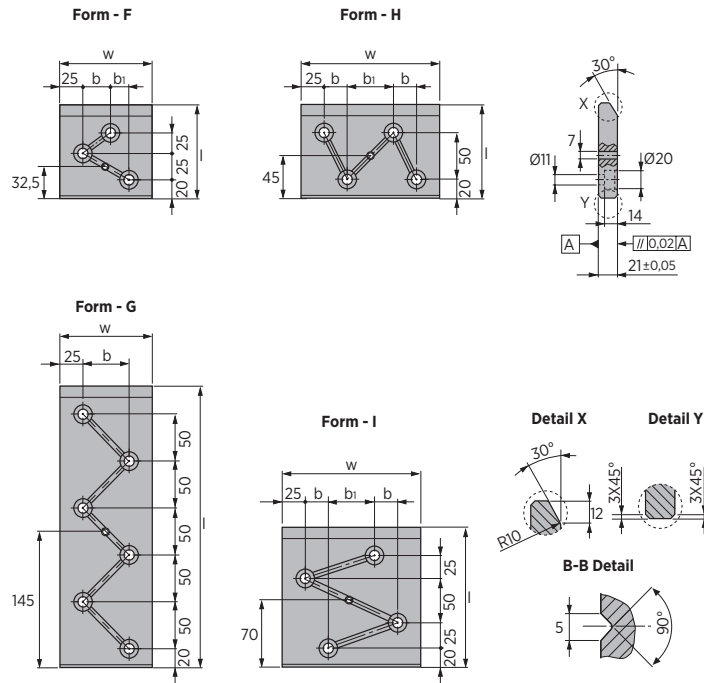 Form - F
w
25 b b1
l
25
25
20
32,5
Form - H
w
25 b b1 b
l
50
20
45
30°
X
7
Ø11
Ø20
Y
14
A
// 0,02 A
21±0,05
Form - G
w
25 b
50
50
50
50
50
20
l
145
Form - I
w
25 b b1 b
l
25
50
25
20
70
Detail X
30°
12
R10
Detail Y
3X45°
3X45°
B-B Detail
5
90°